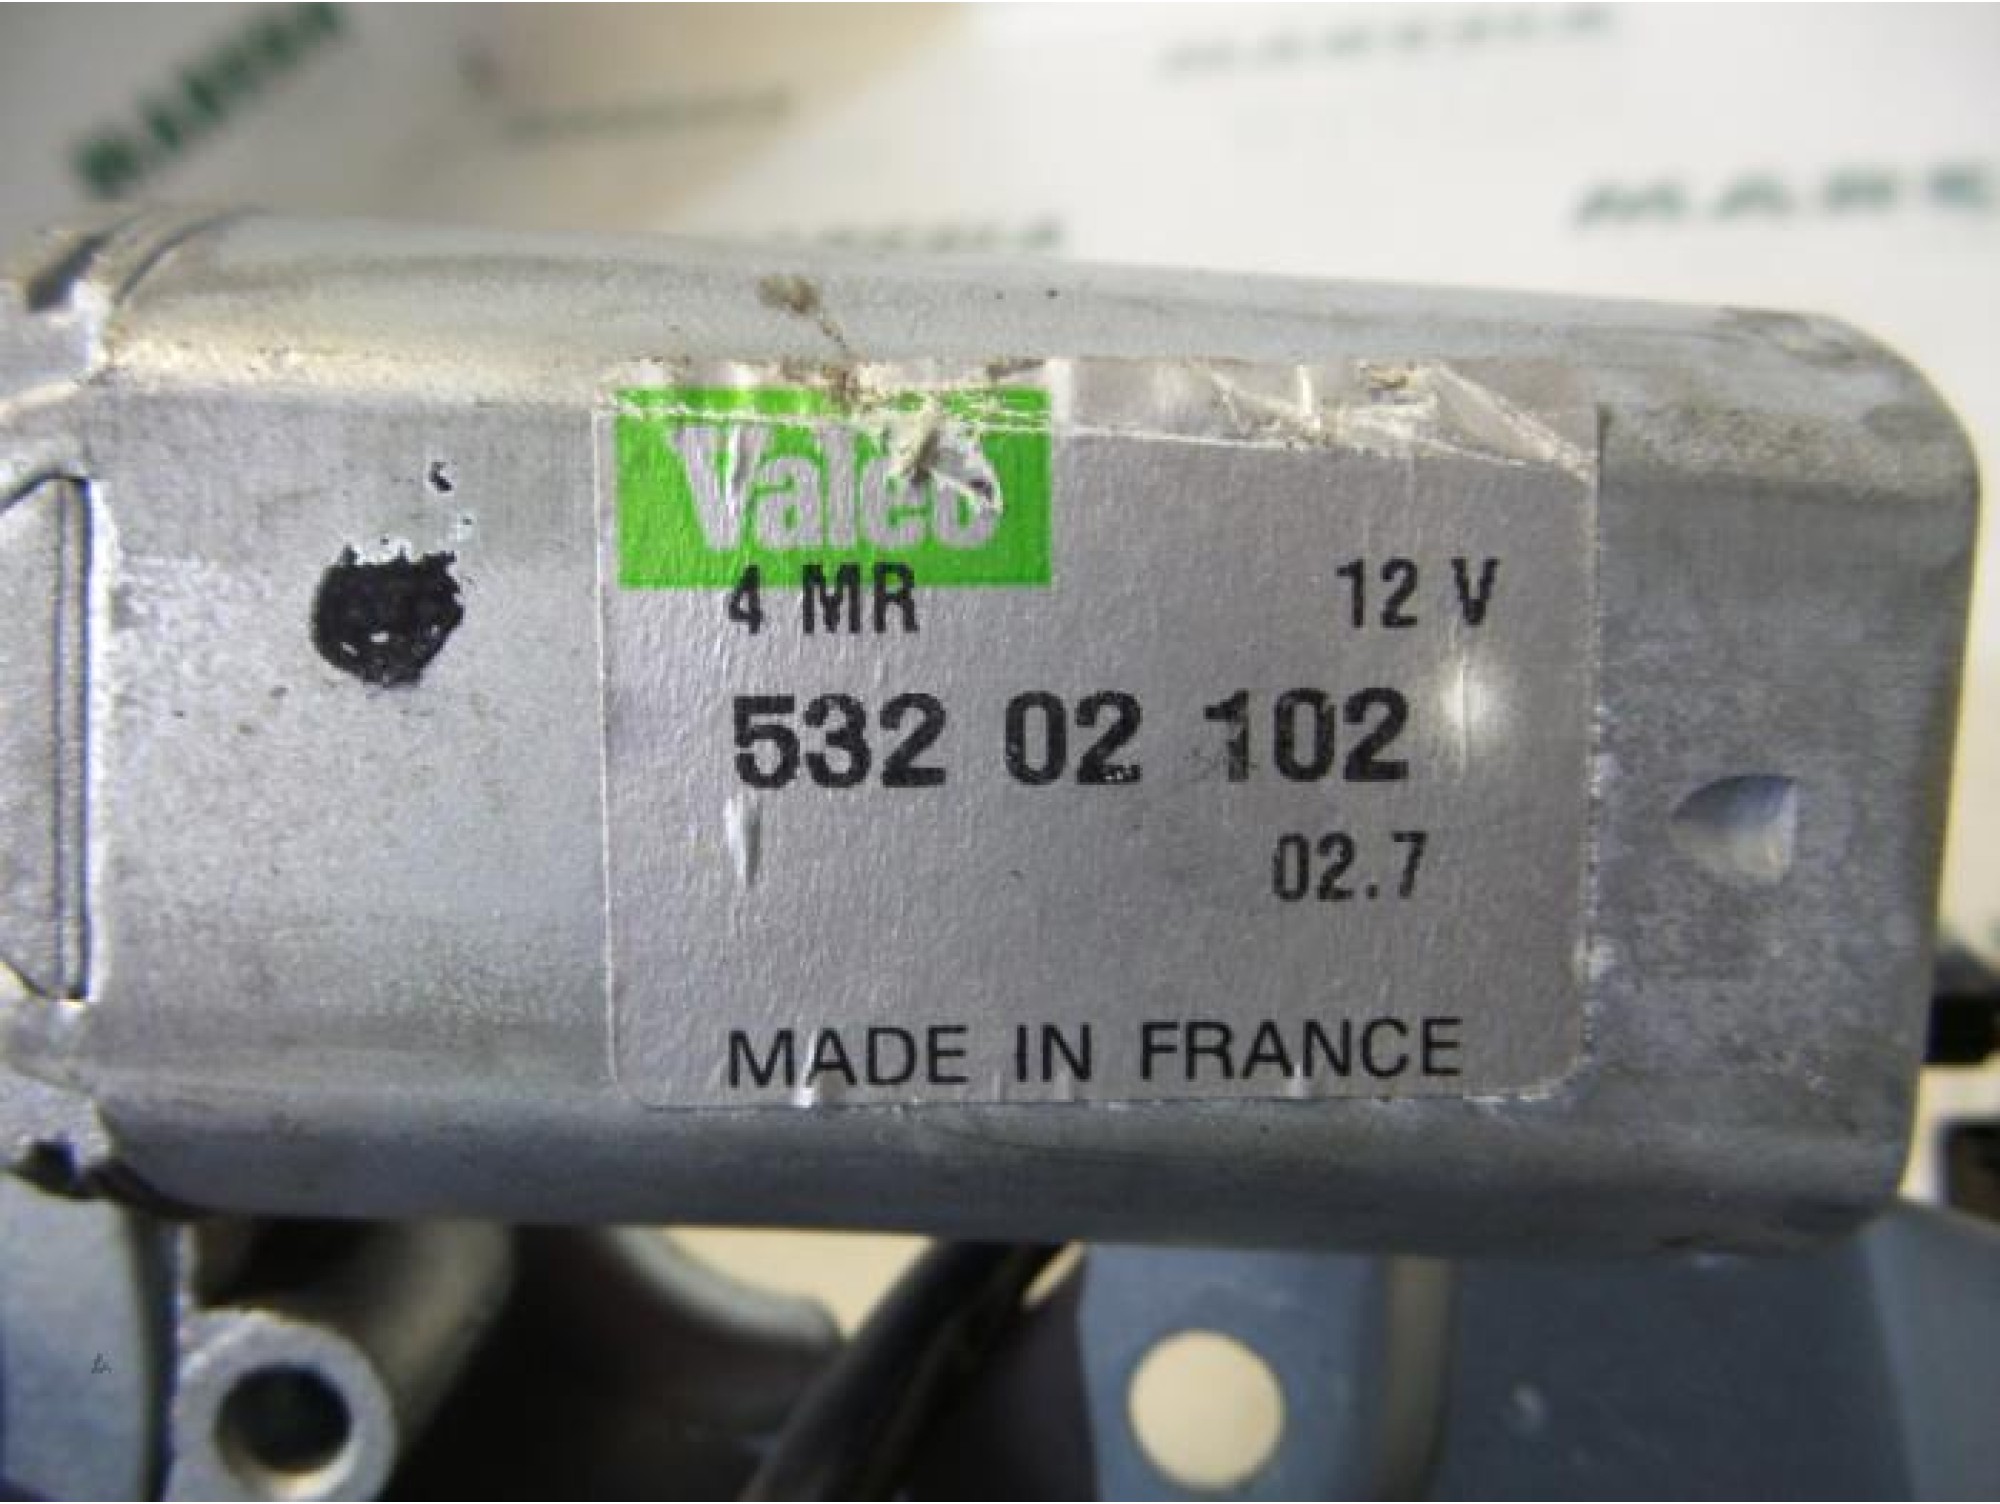 Valeo
4 MR 12 V
532 02 102
02.7
MADE IN FRANCE